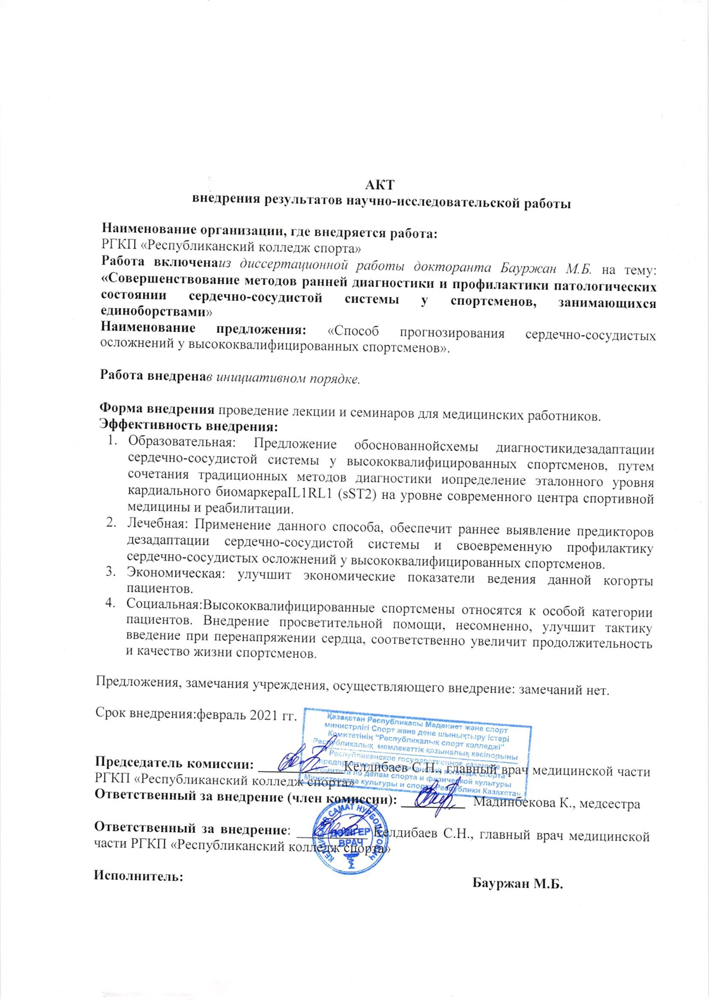 АКТ
внедрения результатов научно-исследовательской работы
Наименование организации, где внедряется работа:
РГКП «Республиканский колледж спорта»
Работа включенаиз диссертационной работы докторанта Бауржан М.Б. на тему:
«Совершенствование методов ранней диагностики и профилактики патологических
состоянии сердечно-сосудистой системы у спортсменов, занимающихся
единоборствами»
Наименование предложения: «Способ прогнозирования сердечно-сосудистых
осложнений у высококвалифицированных спортсменов».
Работа внедренав инициативном порядке.
Форма внедрения проведение лекции и семинаров для медицинских работников.
Эффективность внедрения:
1. Образовательная: Предложение обоснованнойсхемы диагностикидезадаптации
сердечно-сосудистой системы у высококвалифицированных спортсменов, путем
сочетания традиционных методов диагностики иопределение эталонного уровня
кардиального биомаркераIL1RL1 (sST2) на уровне современного центра спортивной
медицины и реабилитации.
2. Лечебная: Применение данного способа, обеспечит раннее выявление предикторов
дезадаптации сердечно-сосудистой системы и своевременную профилактику
сердечно-сосудистых осложнений у высококвалифицированных спортсменов.
3. Экономическая: улучшит экономические показатели ведения данной когорты
пациентов.
4. Социальная:Высококвалифицированные спортсмены относятся к особой категории
пациентов. Внедрение просветительной помощи, несомненно, улучшит тактику
введение при перенапряжении сердца, соответственно увеличит продолжительность
и качество жизни спортсменов.
Предложения, замечания учреждения, осуществляющего внедрение: замечаний нет.
Срок внедрения:февраль 2021 гг.
Қазақстан Республикасы Мәдениет және спорт
министрлігі Спорт және дене шынықтыру істері
Комитетінің "Республикалық спорт колледжі"
Республикалық мемлекеттік қазыналық кәсіпорыны
Республиканское государственное казенное
предприятие "Республиканский колледж спорта"
Комитета по делам спорта и физической культуры
Министерства культуры и спорта Республики Казахстан
Председатель комиссии: ____________Келдибаев С.Н., главный врач медицинской части
РГКП «Республиканский колледж спорта»
Ответственный за внедрение (член комиссии): _________ Мадинбекова К., медсестра
Ответственный за внедрение: __________ Келдибаев С.Н., главный врач медицинской
части РГКП «Республиканский колледж спорта»
КЕЛДИБАЕВ САМАТ НУРБОЛАТОВИЧ
ДӘРІГЕР
ВРАЧ
Исполнитель: Бауржан М.Б.